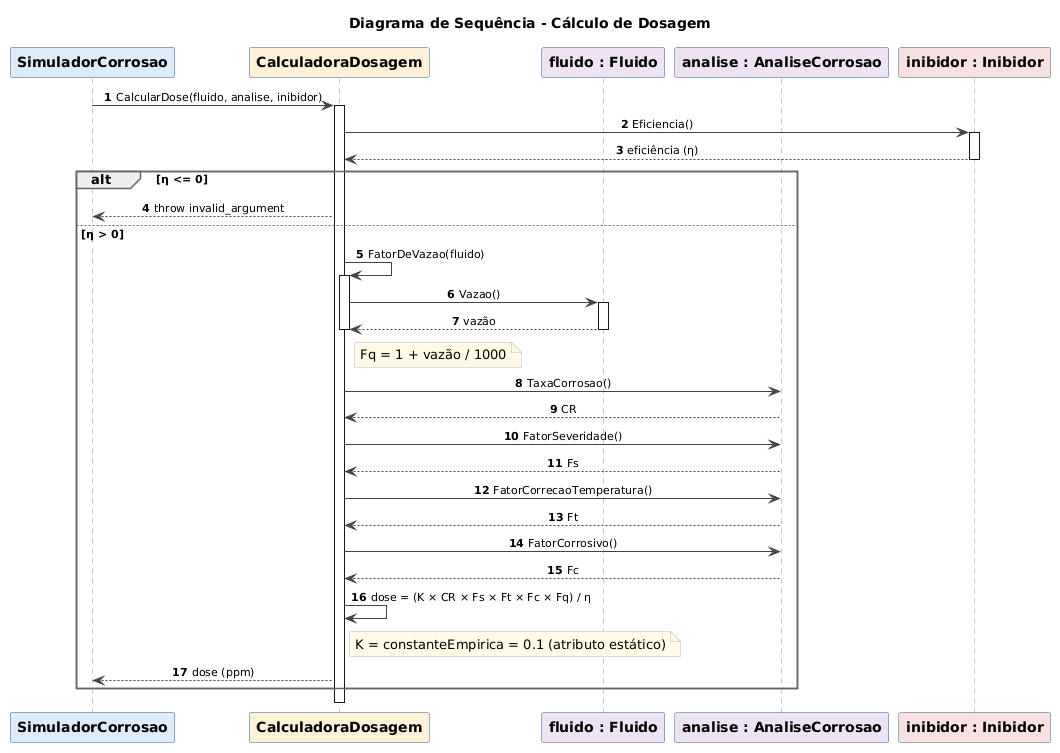 Diagrama de Sequência - Cálculo de Dosagem
SimuladorCorrosao
CalculadoraDosagem
fluido : Fluido
analise : AnaliseCorrosao
inibidor : Inibidor
1 CalcularDose(fluido, analise, inibidor)
2 Eficiencia()
3 eficiência (η)
alt [η <= 0]
4 throw invalid_argument
[η > 0]
5 FatorDeVazao(fluido)
6 Vazao()
7 vazão
Fq = 1 + vazão / 1000
8 TaxaCorrosao()
9 CR
10 FatorSeveridade()
11 Fs
12 FatorCorrecaoTemperatura()
13 Ft
14 FatorCorrosivo()
15 Fc
16 dose = (K × CR × Fs × Ft × Fc × Fq) / η
K = constanteEmpirica = 0.1 (atributo estático)
17 dose (ppm)
SimuladorCorrosao
CalculadoraDosagem
fluido : Fluido
analise : AnaliseCorrosao
inibidor : Inibidor